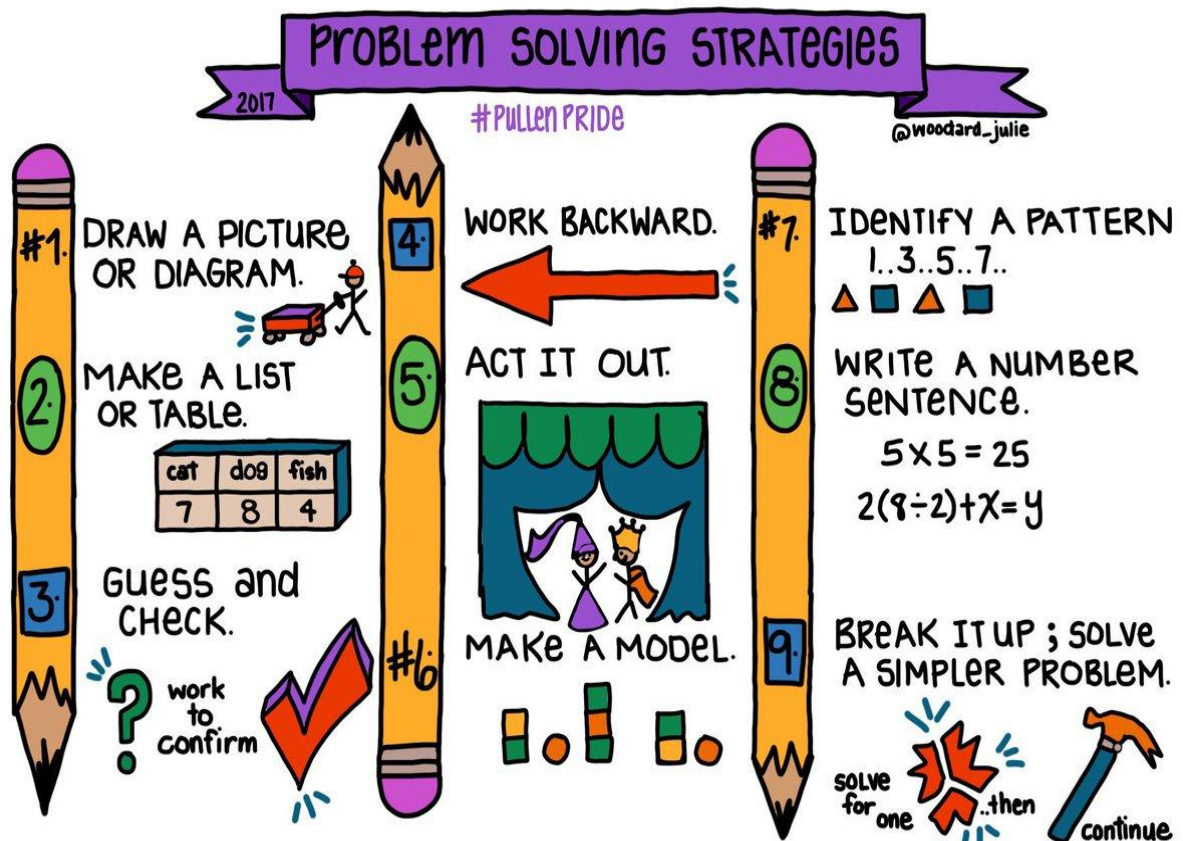 PROBLEM SOLVING STRATEGIES
2017
#PULLEN PRIDE
@woodard_julie
#1.
DRAW A PICTURE
OR DIAGRAM.
2.
MAKE A LIST
OR TABLE.
cat dog fish
7 8 4
3.
GUESS and
CHECK.
?
work
to
confirm
4.
WORK BACKWARD.
5.
ACT IT OUT.
#6.
MAKE A MODEL.
#7.
IDENTIFY A PATTERN
1..3..5..7..
8.
WRITE A NUMBER
SENTENCE.
5x5=25
2(8÷2)+X=y
9.
BREAK IT UP; SOLVE
A SIMPLER PROBLEM.
SOLVE
for
one
..then
continue